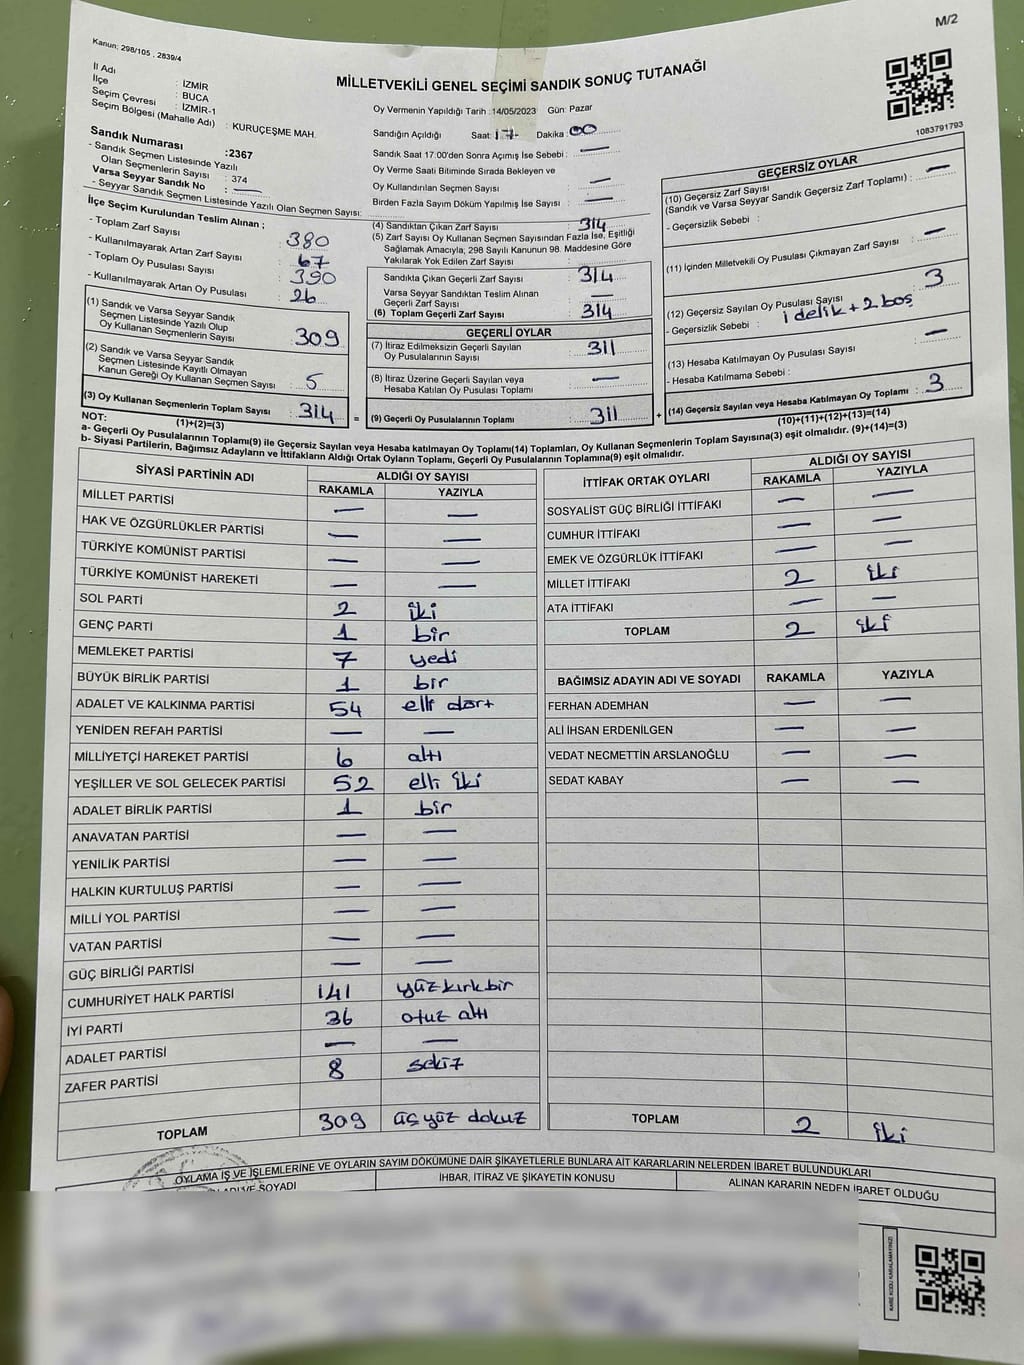 M/2
Kanun; 298/105 , 2839/4
MİLLETVEKİLİ GENEL SEÇİMİ SANDIK SONUÇ TUTANAĞI
İl Adı : İZMİR
İlçe : BUCA
Seçim Çevresi : İZMİR-1
Seçim Bölgesi (Mahalle Adı) : KURUÇEŞME MAH.
Sandık Numarası :2367
- Sandık Seçmen Listesinde Yazılı
Olan Seçmenlerin Sayısı : 374
Varsa Seyyar Sandık No : —
- Seyyar Sandık Seçmen Listesinde Yazılı Olan Seçmen Sayısı:
İlçe Seçim Kurulundan Teslim Alınan ;
- Toplam Zarf Sayısı : 380
- Kullanılmayarak Artan Zarf Sayısı : 67
- Toplam Oy Pusulası Sayısı : 390
- Kullanılmayarak Artan Oy Pusulası : 26
(1) Sandık ve Varsa Seyyar Sandık
Seçmen Listesinde Yazılı Olup
Oy Kullanan Seçmenlerin Sayısı : 309
(2) Sandık ve Varsa Seyyar Sandık
Seçmen Listesinde Kayıtlı Olmayan
Kanun Gereği Oy Kullanan Seçmen Sayısı : 5
(3) Oy Kullanan Seçmenlerin Toplam Sayısı : 314
(1)+(2)=(3)
Oy Vermenin Yapıldığı Tarih :14/05/2023 Gün: Pazar
Sandığın Açıldığı Saat: 17 Dakika: 00
Sandık Saat 17:00'den Sonra Açımış İse Sebebi : —
Oy Verme Saati Bitiminde Sırada Bekleyen ve
Oy Kullandırılan Seçmen Sayısı : —
Birden Fazla Sayım Döküm Yapılmış İse Sayısı : —
(4) Sandıktan Çıkan Zarf Sayısı : 314
(5) Zarf Sayısı Oy Kullanan Seçmen Sayısından Fazla İse, Eşitliği
Sağlamak Amacıyla, 298 Sayılı Kanunun 98. Maddesine Göre
Yakılarak Yok Edilen Zarf Sayısı :
Sandıkta Çıkan Geçerli Zarf Sayısı : 314
Varsa Seyyar Sandıktan Teslim Alınan
Geçerli Zarf Sayısı : —
(6) Toplam Geçerli Zarf Sayısı : 314
GEÇERLİ OYLAR
(7) İtiraz Edilmeksizin Geçerli Sayılan
Oy Pusulalarının Sayısı : 311
(8) İtiraz Üzerine Geçerli Sayılan veya
Hesaba Katılan Oy Pusulası Toplamı : —
= (9) Geçerli Oy Pusulalarının Toplamı : 311 +
1083791793
GEÇERSİZ OYLAR
(10) Geçersiz Zarf Sayısı
(Sandık ve Varsa Seyyar Sandık Geçersiz Zarf Toplamı) : —
- Geçersizlik Sebebi :
(11) İçinden Milletvekili Oy Pusulası Çıkmayan Zarf Sayısı : —
(12) Geçersiz Sayılan Oy Pusulası Sayısı : 3
- Geçersizlik Sebebi : 1 delik + 2 boş
(13) Hesaba Katılmayan Oy Pusulası Sayısı : —
- Hesaba Katılmama Sebebi :
(14) Geçersiz Sayılan veya Hesaba Katılmayan Oy Toplamı : 3
(10)+(11)+(12)+(13)=(14)
NOT:
a- Geçerli Oy Pusulalarının Toplamı(9) ile Geçersiz Sayılan veya Hesaba katılmayan Oy Toplamı(14) Toplamları, Oy Kullanan Seçmenlerin Toplam Sayısına(3) eşit olmalıdır. (9)+(14)=(3)
b- Siyasi Partilerin, Bağımsız Adayların ve İttifakların Aldığı Ortak Oyların Toplamı, Geçerli Oy Pusulalarının Toplamına(9) eşit olmalıdır.
SİYASİ PARTİNİN ADI ALDIĞI OY SAYISI
RAKAMLA YAZIYLA
MİLLET PARTİSİ — —
HAK VE ÖZGÜRLÜKLER PARTİSİ — —
TÜRKİYE KOMÜNİST PARTİSİ — —
TÜRKİYE KOMÜNİST HAREKETİ — —
SOL PARTİ 2 iki
GENÇ PARTİ 1 bir
MEMLEKET PARTİSİ 7 yedi
BÜYÜK BİRLİK PARTİSİ 1 bir
ADALET VE KALKINMA PARTİSİ 54 elli dört
YENİDEN REFAH PARTİSİ — —
MİLLİYETÇİ HAREKET PARTİSİ 6 altı
YEŞİLLER VE SOL GELECEK PARTİSİ 52 elli iki
ADALET BİRLİK PARTİSİ 1 bir
ANAVATAN PARTİSİ — —
YENİLİK PARTİSİ — —
HALKIN KURTULUŞ PARTİSİ — —
MİLLİ YOL PARTİSİ — —
VATAN PARTİSİ — —
GÜÇ BİRLİĞİ PARTİSİ — —
CUMHURİYET HALK PARTİSİ 141 yüz kırk bir
İYİ PARTİ 36 otuz altı
ADALET PARTİSİ — —
ZAFER PARTİSİ 8 sekiz
TOPLAM 309 üç yüz dokuz
İTTİFAK ORTAK OYLARI ALDIĞI OY SAYISI
RAKAMLA YAZIYLA
SOSYALİST GÜÇ BİRLİĞİ İTTİFAKI — —
CUMHUR İTTİFAKI — —
EMEK VE ÖZGÜRLÜK İTTİFAKI — —
MİLLET İTTİFAKI 2 iki
ATA İTTİFAKI — —
TOPLAM 2 iki
BAĞIMSIZ ADAYIN ADI VE SOYADI RAKAMLA YAZIYLA
FERHAN ADEMHAN — —
ALİ İHSAN ERDENİLGEN — —
VEDAT NECMETTİN ARSLANOĞLU — —
SEDAT KABAY — —
TOPLAM 2 iki
OYLAMA İŞ VE İŞLEMLERİNE VE OYLARIN SAYIM DÖKÜMÜNE DAİR ŞİKAYETLERLE BUNLARA AİT KARARLARIN NELERDEN İBARET BULUNDUKLARI
ADI VE SOYADI İHBAR, İTİRAZ VE ŞİKAYETİN KONUSU ALINAN KARARIN NEDEN İBARET OLDUĞU
KARE KODU KARALAMAYINIZ!